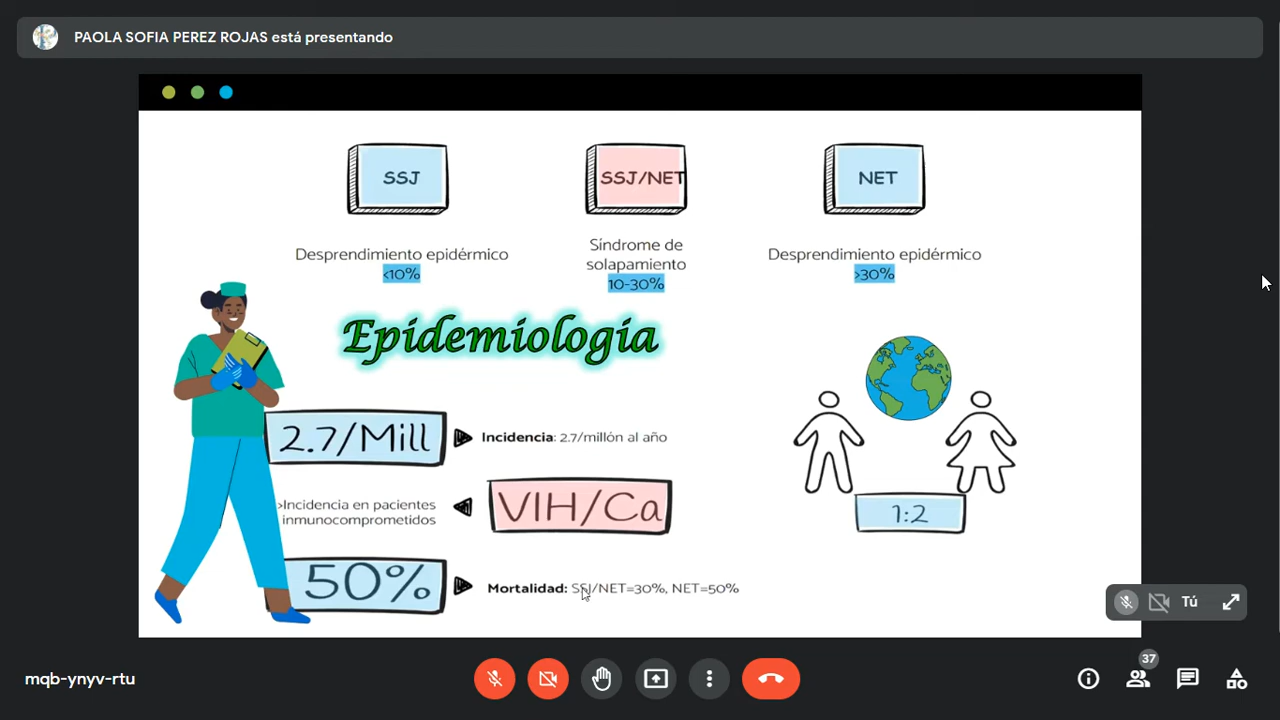 PAOLA SOFIA PEREZ ROJAS está presentando
SSJ
SSJ/NET
NET
Desprendimiento epidérmico
<10%
Síndrome de
solapamiento
10-30%
Desprendimiento epidérmico
>30%
Epidemiologia
2.7/Mill
Incidencia: 2.7/millón al año
>Incidencia en pacientes
inmunocomprometidos
VIH/Ca
1:2
50%
Mortalidad: SSJ/NET=30%, NET=50%
Tú
mqb-ynyv-rtu
37